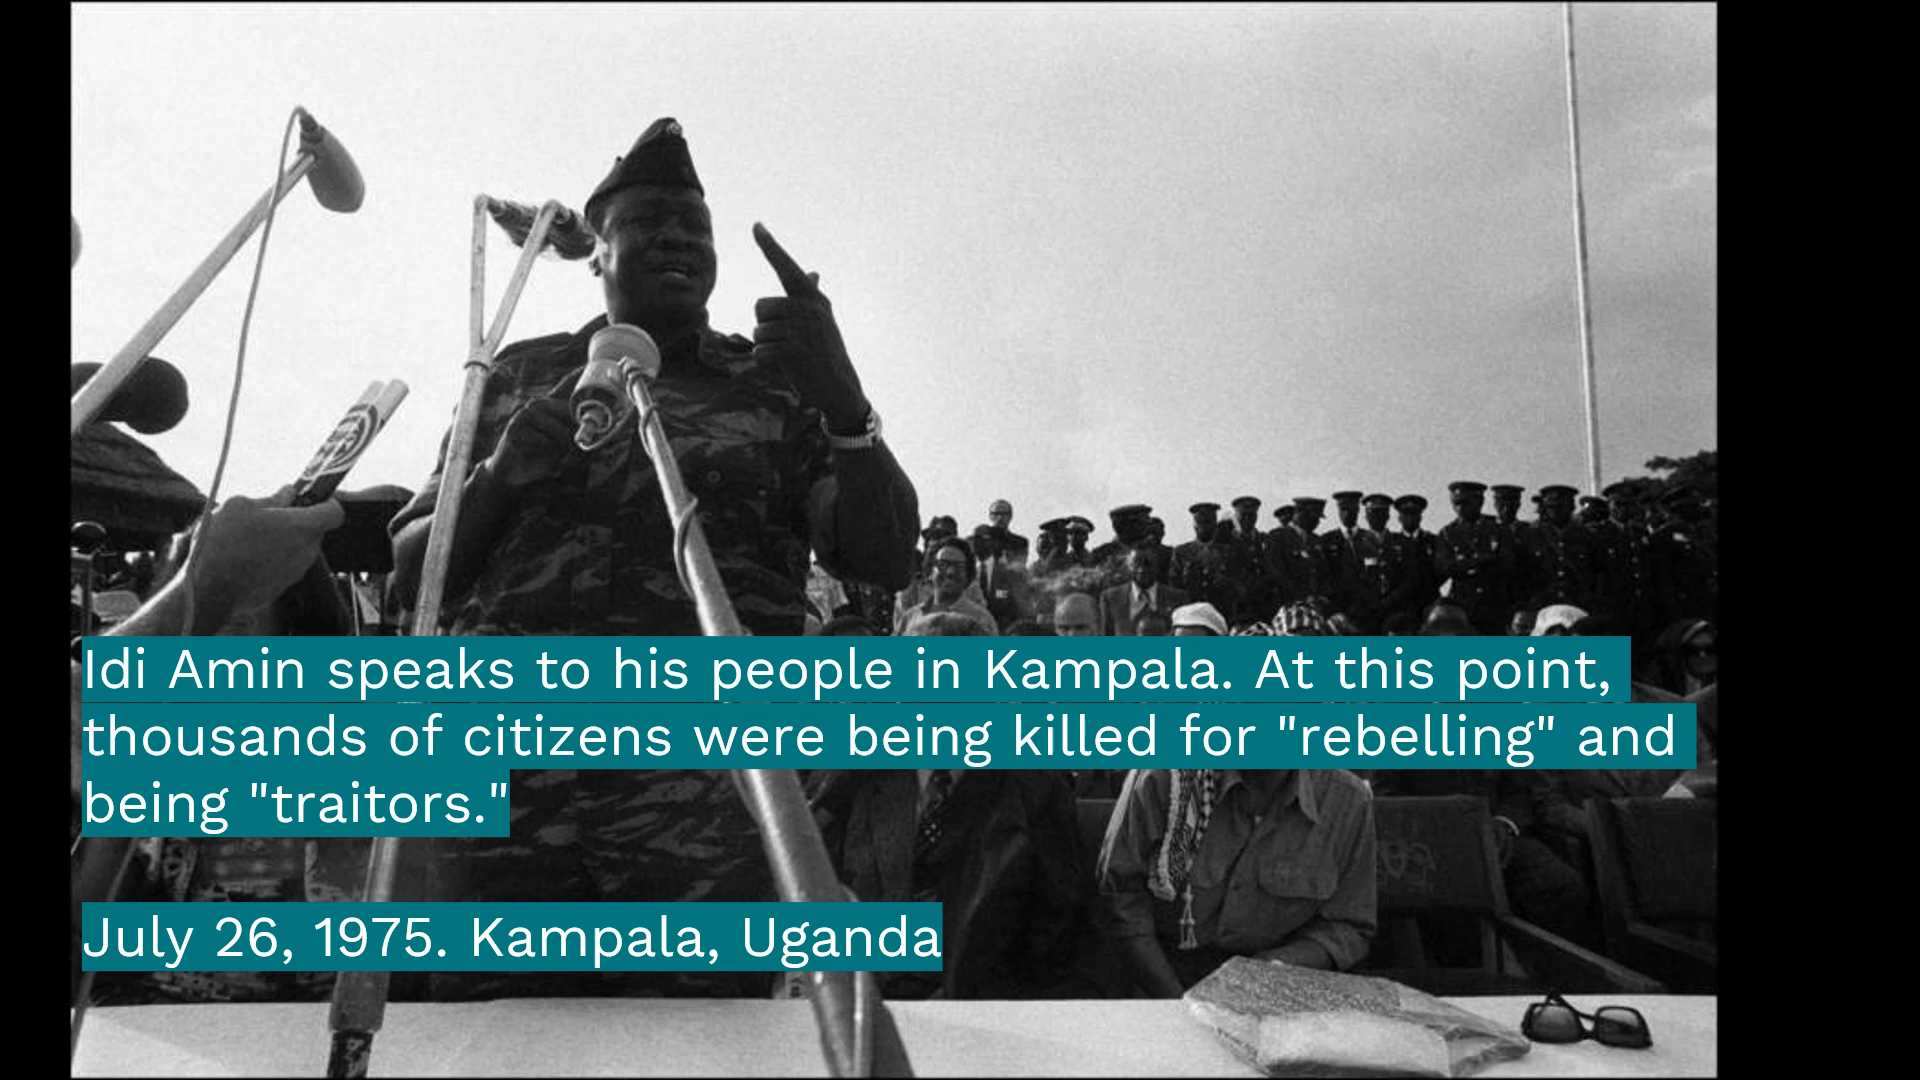 Idi Amin speaks to his people in Kampala. At this point,
thousands of citizens were being killed for "rebelling" and
being "traitors."
July 26, 1975. Kampala, Uganda